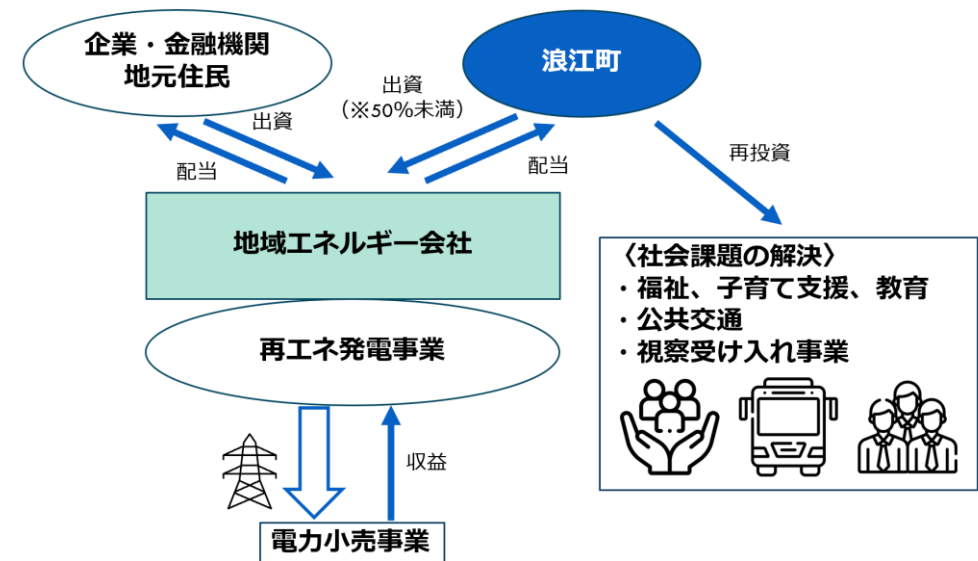 企業・金融機関
地元住民
浪江町
出資
（※50%未満）
出資
配当
配当
再投資
地域エネルギー会社
〈社会課題の解決〉
・福祉、子育て支援、教育
・公共交通
・視察受け入れ事業
再エネ発電事業
収益
電力小売事業